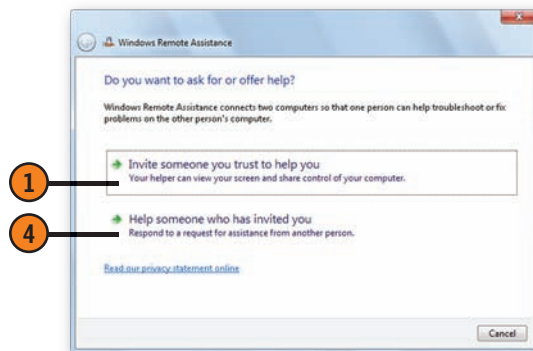 Windows Remote Assistance
Do you want to ask for or offer help?
Windows Remote Assistance connects two computers so that one person can help troubleshoot or fix
problems on the other person's computer.
1
Invite someone you trust to help you
Your helper can view your screen and share control of your computer.
4
Help someone who has invited you
Respond to a request for assistance from another person.
Read our privacy statement online
Cancel